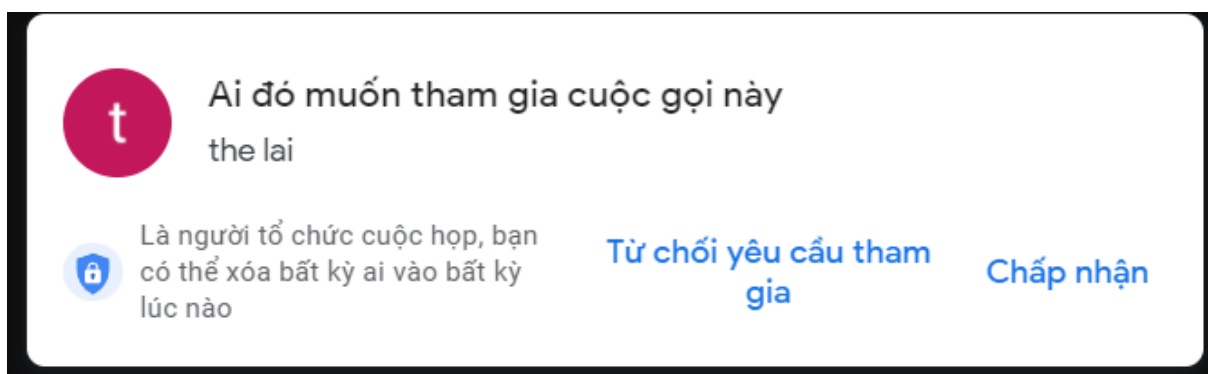 t
Ai đó muốn tham gia cuộc gọi này
the lai
Là người tổ chức cuộc họp, bạn
có thể xóa bất kỳ ai vào bất kỳ
lúc nào
Từ chối yêu cầu tham
gia
Chấp nhận